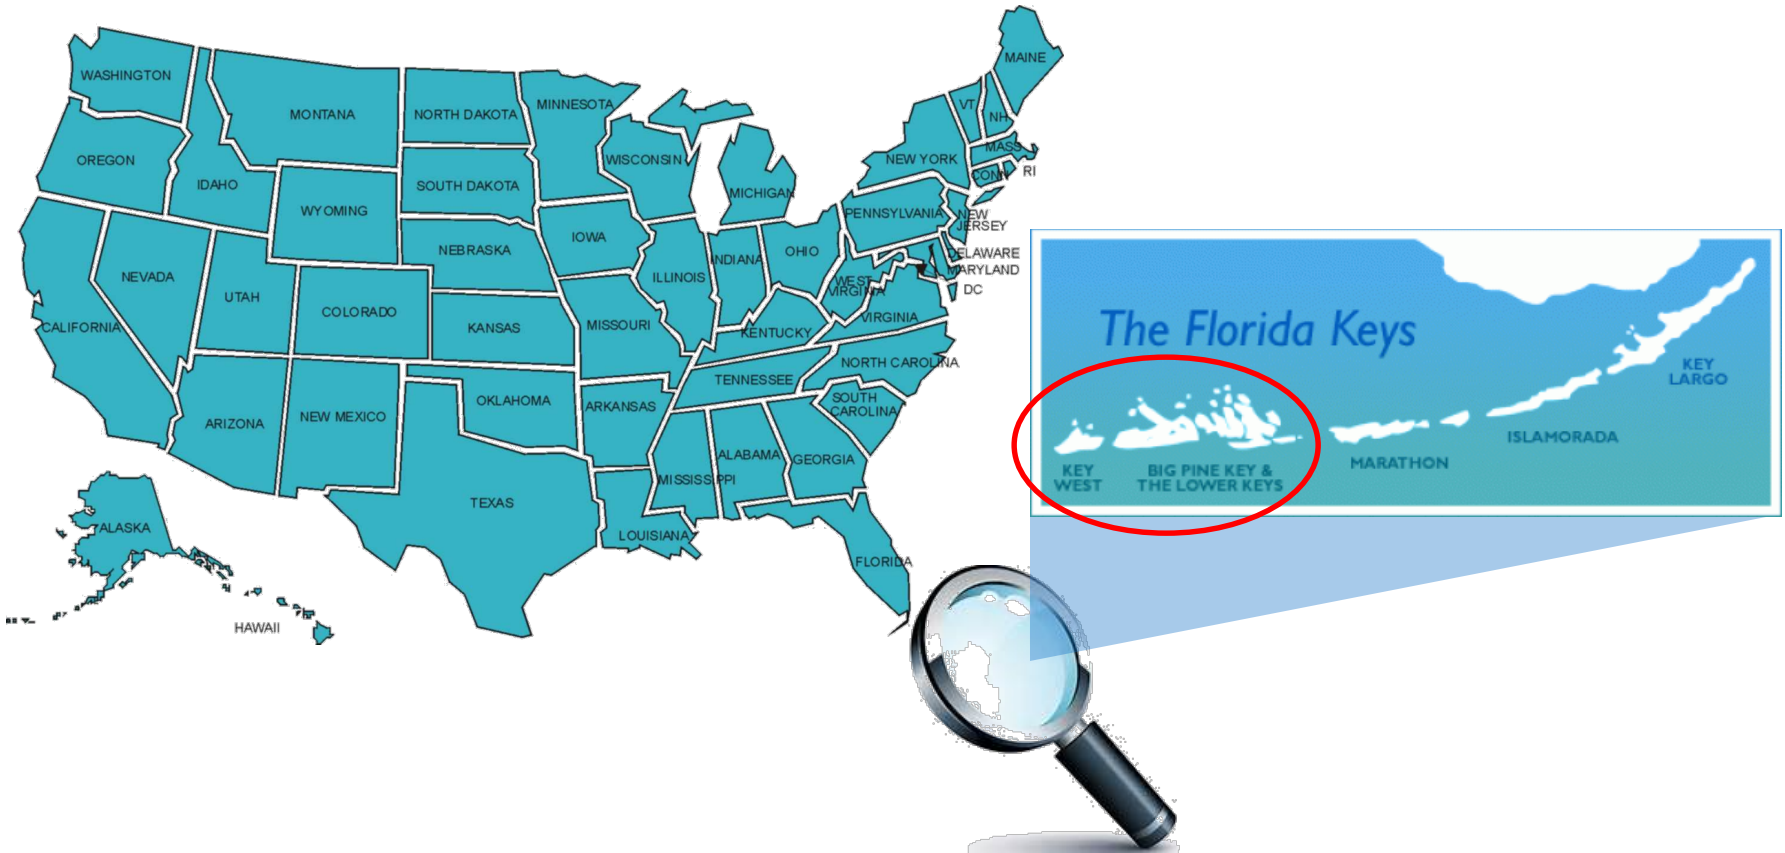 WASHINGTON
OREGON
CALIFORNIA
NEVADA
IDAHO
MONTANA
WYOMING
UTAH
COLORADO
ARIZONA
NEW MEXICO
NORTH DAKOTA
SOUTH DAKOTA
NEBRASKA
KANSAS
OKLAHOMA
TEXAS
MINNESOTA
IOWA
MISSOURI
ARKANSAS
LOUISIANA
WISCONSIN
ILLINOIS
MICHIGAN
INDIANA
OHIO
KENTUCKY
TENNESSEE
MISSISSIPPI
ALABAMA
GEORGIA
FLORIDA
SOUTH
CAROLINA
NORTH CAROLINA
VIRGINIA
WEST
VIRGINIA
PENNSYLVANIA
NEW YORK
VT
NH
MAINE
MASS
CONN
RI
NEW
JERSEY
DELAWARE
MARYLAND
DC
ALASKA
HAWAII
The Florida Keys
KEY
WEST
BIG PINE KEY &
THE LOWER KEYS
MARATHON
ISLAMORADA
KEY
LARGO